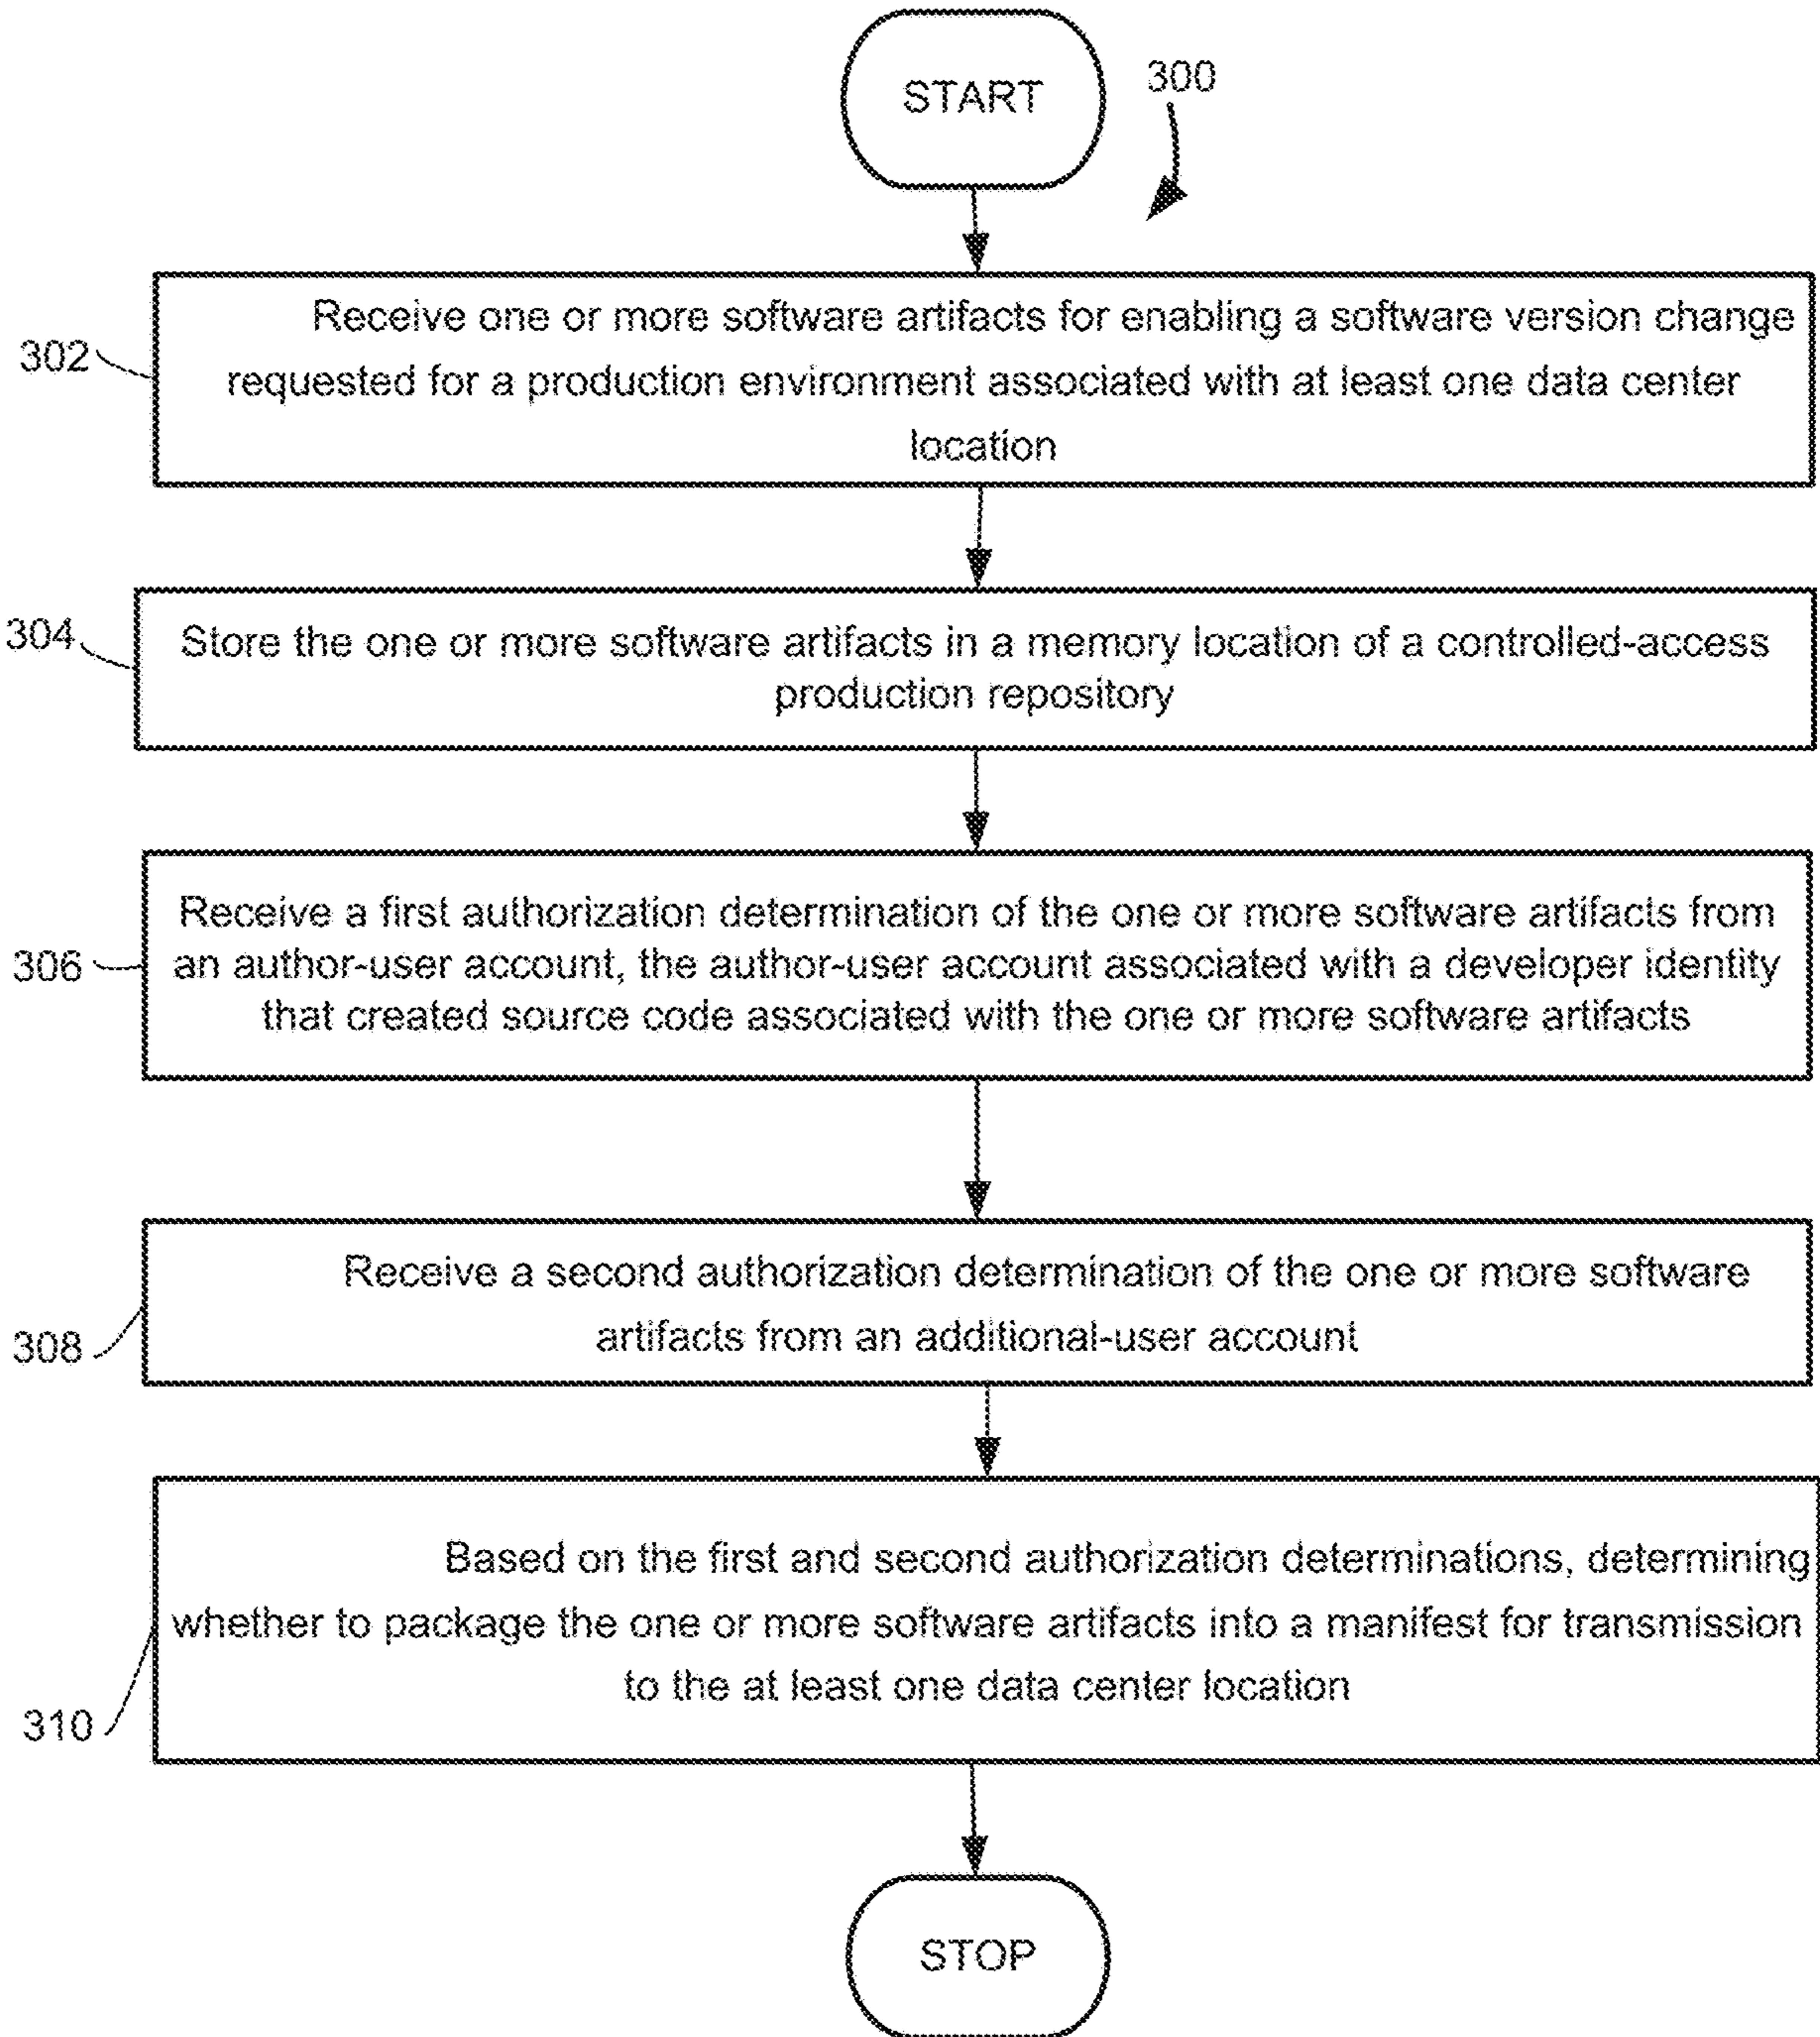 START
300
302
Receive one or more software artifacts for enabling a software version change
requested for a production environment associated with at least one data center
location
304
Store the one or more software artifacts in a memory location of a controlled-access
production repository
306
Receive a first authorization determination of the one or more software artifacts from
an author-user account, the author-user account associated with a developer identity
that created source code associated with the one or more software artifacts
308
Receive a second authorization determination of the one or more software
artifacts from an additional-user account
310
Based on the first and second authorization determinations, determining
whether to package the one or more software artifacts into a manifest for transmission
to the at least one data center location
STOP